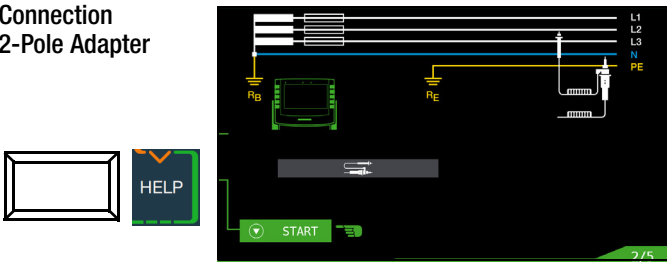 Connection
2-Pole Adapter
HELP
L1
L2
L3
N
PE
RB
RE
START
2/5